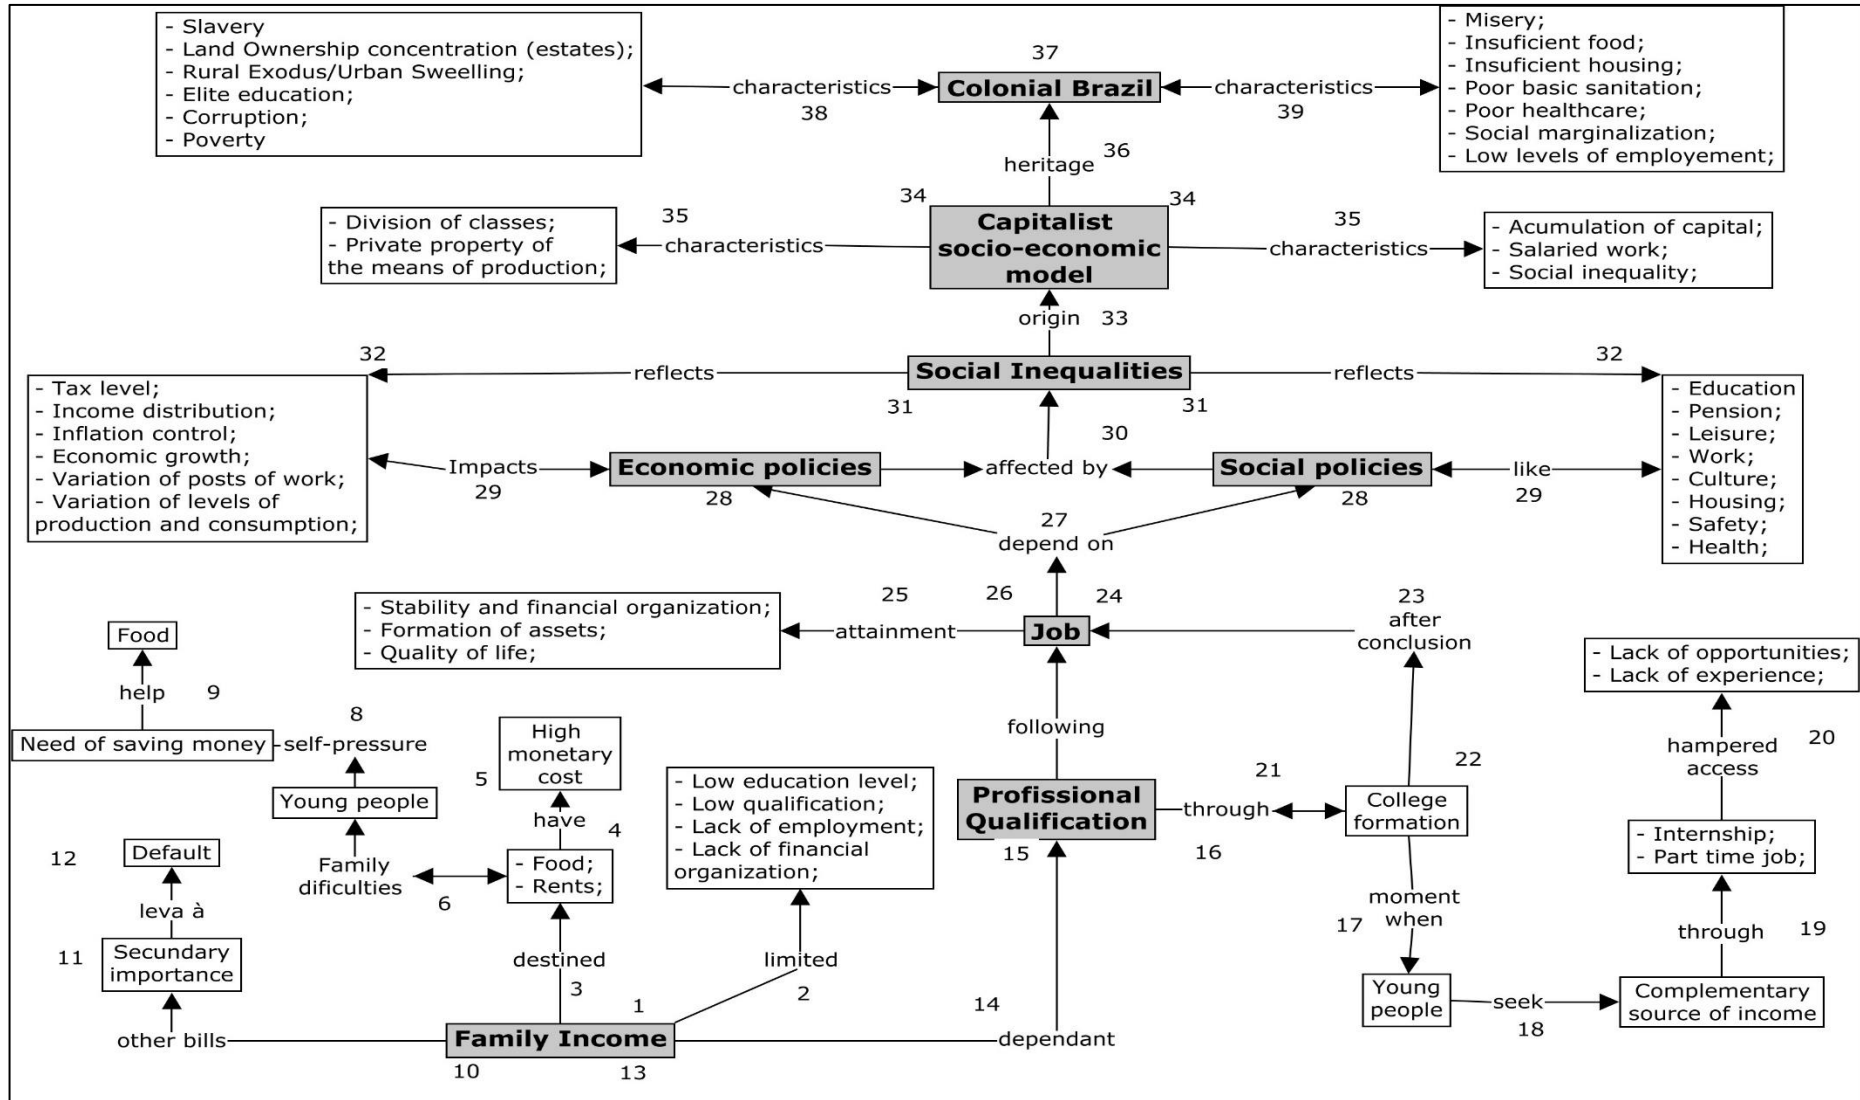 - Slavery
- Land Ownership concentration (estates);
- Rural Exodus/Urban Sweelling;
- Elite education;
- Corruption;
- Poverty
characteristics
38
37
Colonial Brazil
characteristics
39
- Misery;
- Insuficient food;
- Insuficient housing;
- Poor basic sanitation;
- Poor healthcare;
- Social marginalization;
- Low levels of employement;
36
heritage
- Division of classes;
- Private property of
the means of production;
35
characteristics
34
34
Capitalist
socio-economic
model
35
characteristics
- Acumulation of capital;
- Salaried work;
- Social inequality;
origin
33
32
reflects
Social Inequalities
31
31
reflects
32
- Tax level;
- Income distribution;
- Inflation control;
- Economic growth;
- Variation of posts of work;
- Variation of levels of
production and consumption;
Impacts
29
Economic policies
28
30
affected by
Social policies
28
like
29
- Education
- Pension;
- Leisure;
- Work;
- Culture;
- Housing;
- Safety;
- Health;
27
depend on
- Stability and financial organization;
- Formation of assets;
- Quality of life;
25
attainment
26
24
Job
23
after
conclusion
- Lack of opportunities;
- Lack of experience;
Food
help
9
Need of saving money
8
self-pressure
Young people
High
monetary
cost
5
have
4
Family
dificulties
6
- Food;
- Rents;
- Low education level;
- Low qualification;
- Lack of employment;
- Lack of financial
organization;
following
Profissional
Qualification
15
21
through
16
22
College
formation
hampered
access
20
- Internship;
- Part time job;
12
Default
leva à
11
Secundary
importance
destined
3
limited
2
moment
when
17
through
19
other bills
1
Family Income
10
13
14
dependant
Young
people
seek
18
Complementary
source of income